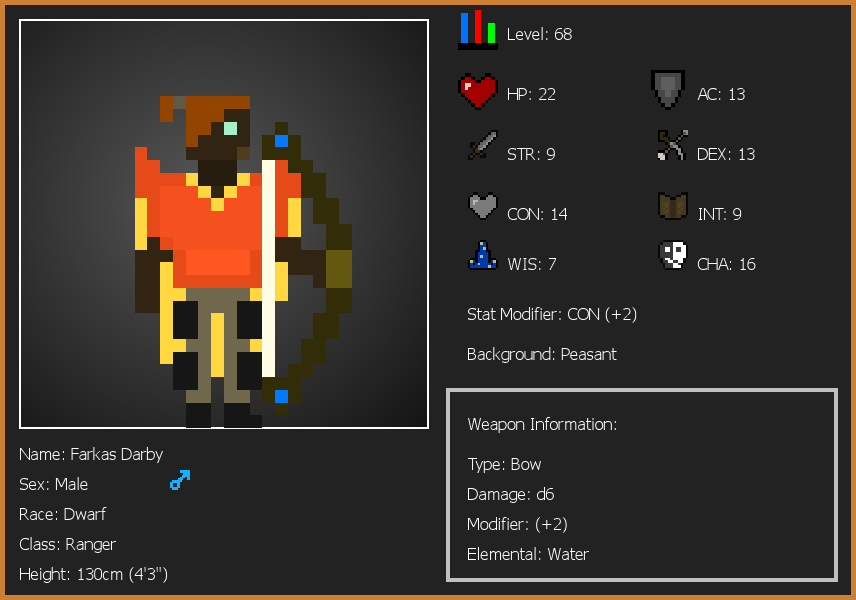 Level: 68
HP: 22
AC: 13
STR: 9
DEX: 13
CON: 14
INT: 9
WIS: 7
CHA: 16
Stat Modifier: CON (+2)
Background: Peasant
Weapon Information:
Type: Bow
Damage: d6
Modifier: (+2)
Elemental: Water
Name: Farkas Darby
Sex: Male
Race: Dwarf
Class: Ranger
Height: 130cm (4'3")